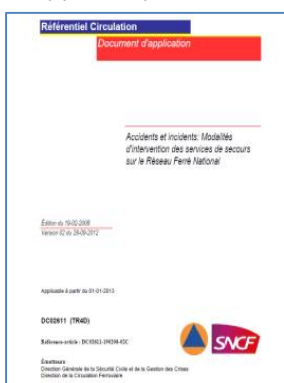 Référentiel Circulation
Document d'application
Accidents et incidents: Modalités
d'intervention des services de secours
sur le Réseau Ferré National
Édition du 19-02-2008
Version 02 du 28-09-2012
Applicable à partir du 01-01-2013
DC02611 (TR4D)
Référence article :
Émetteurs
Direction Générale de la Sécurité Civile et de la Gestion des Crises
Direction de la Circulation Ferroviaire
SNCF